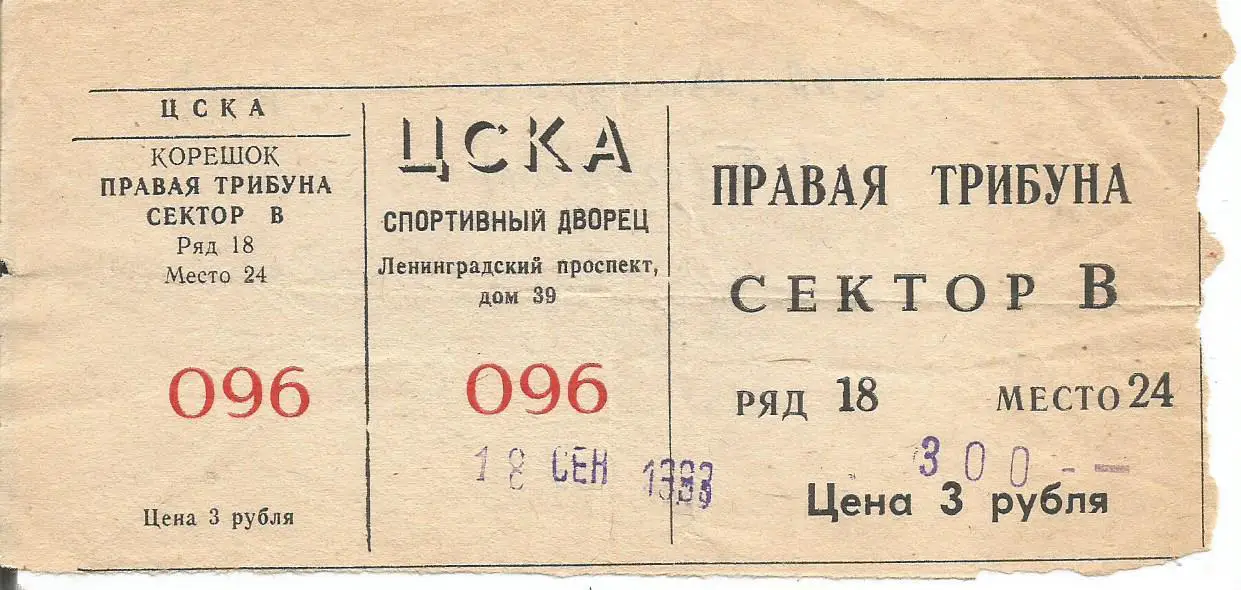 ЦСКА
КОРЕШОК
ПРАВАЯ ТРИБУНА
СЕКТОР В
Ряд 18
Место 24
096
Цена 3 рубля
ЦСКА
СПОРТИВНЫЙ ДВОРЕЦ
Ленинградский проспект,
дом 39
096
18 СЕН 1993
ПРАВАЯ ТРИБУНА
СЕКТОР В
РЯД 18 МЕСТО 24
300-—
Цена 3 рубля